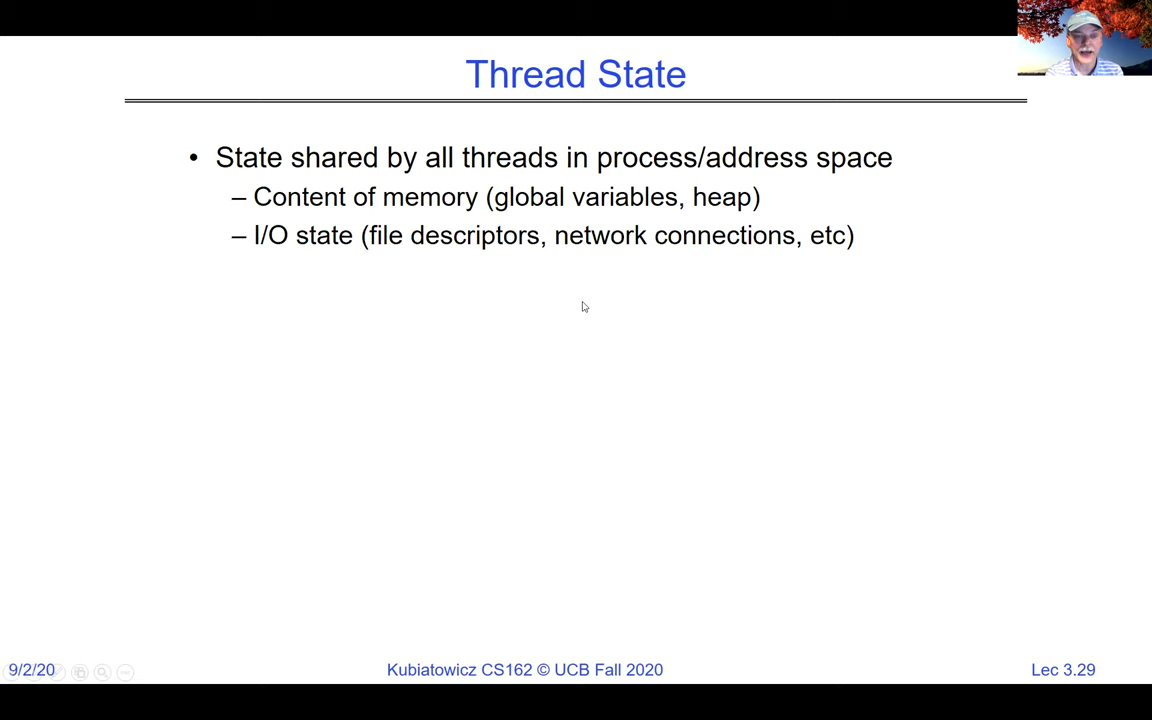 Thread State
• State shared by all threads in process/address space
– Content of memory (global variables, heap)
– I/O state (file descriptors, network connections, etc)
9/2/20
Kubiatowicz CS162 © UCB Fall 2020
Lec 3.29